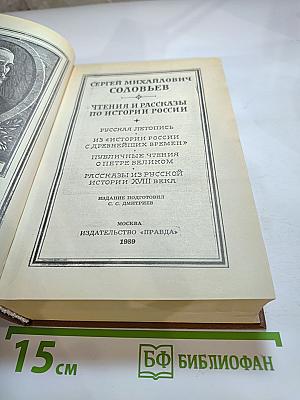 СЕРГЕЙ МИХАЙЛОВИЧ
СОЛОВЬЕВ
ЧТЕНИЯ И РАССКАЗЫ
ПО ИСТОРИИ РОССИИ
РУССКАЯ ЛЕТОПИСЬ
ИЗ «ИСТОРИИ РОССИИ
С ДРЕВНЕЙШИХ ВРЕМЕН»
ПУБЛИЧНЫЕ ЧТЕНИЯ
О ПЕТРЕ ВЕЛИКОМ
РАССКАЗЫ ИЗ РУССКОЙ
ИСТОРИИ XVIII ВЕКА
ИЗДАНИЕ ПОДГОТОВИЛ
С. С. ДМИТРИЕВ
МОСКВА
ИЗДАТЕЛЬСТВО «ПРАВДА»
1989
15 СМ
БФ БИБЛИОФАН